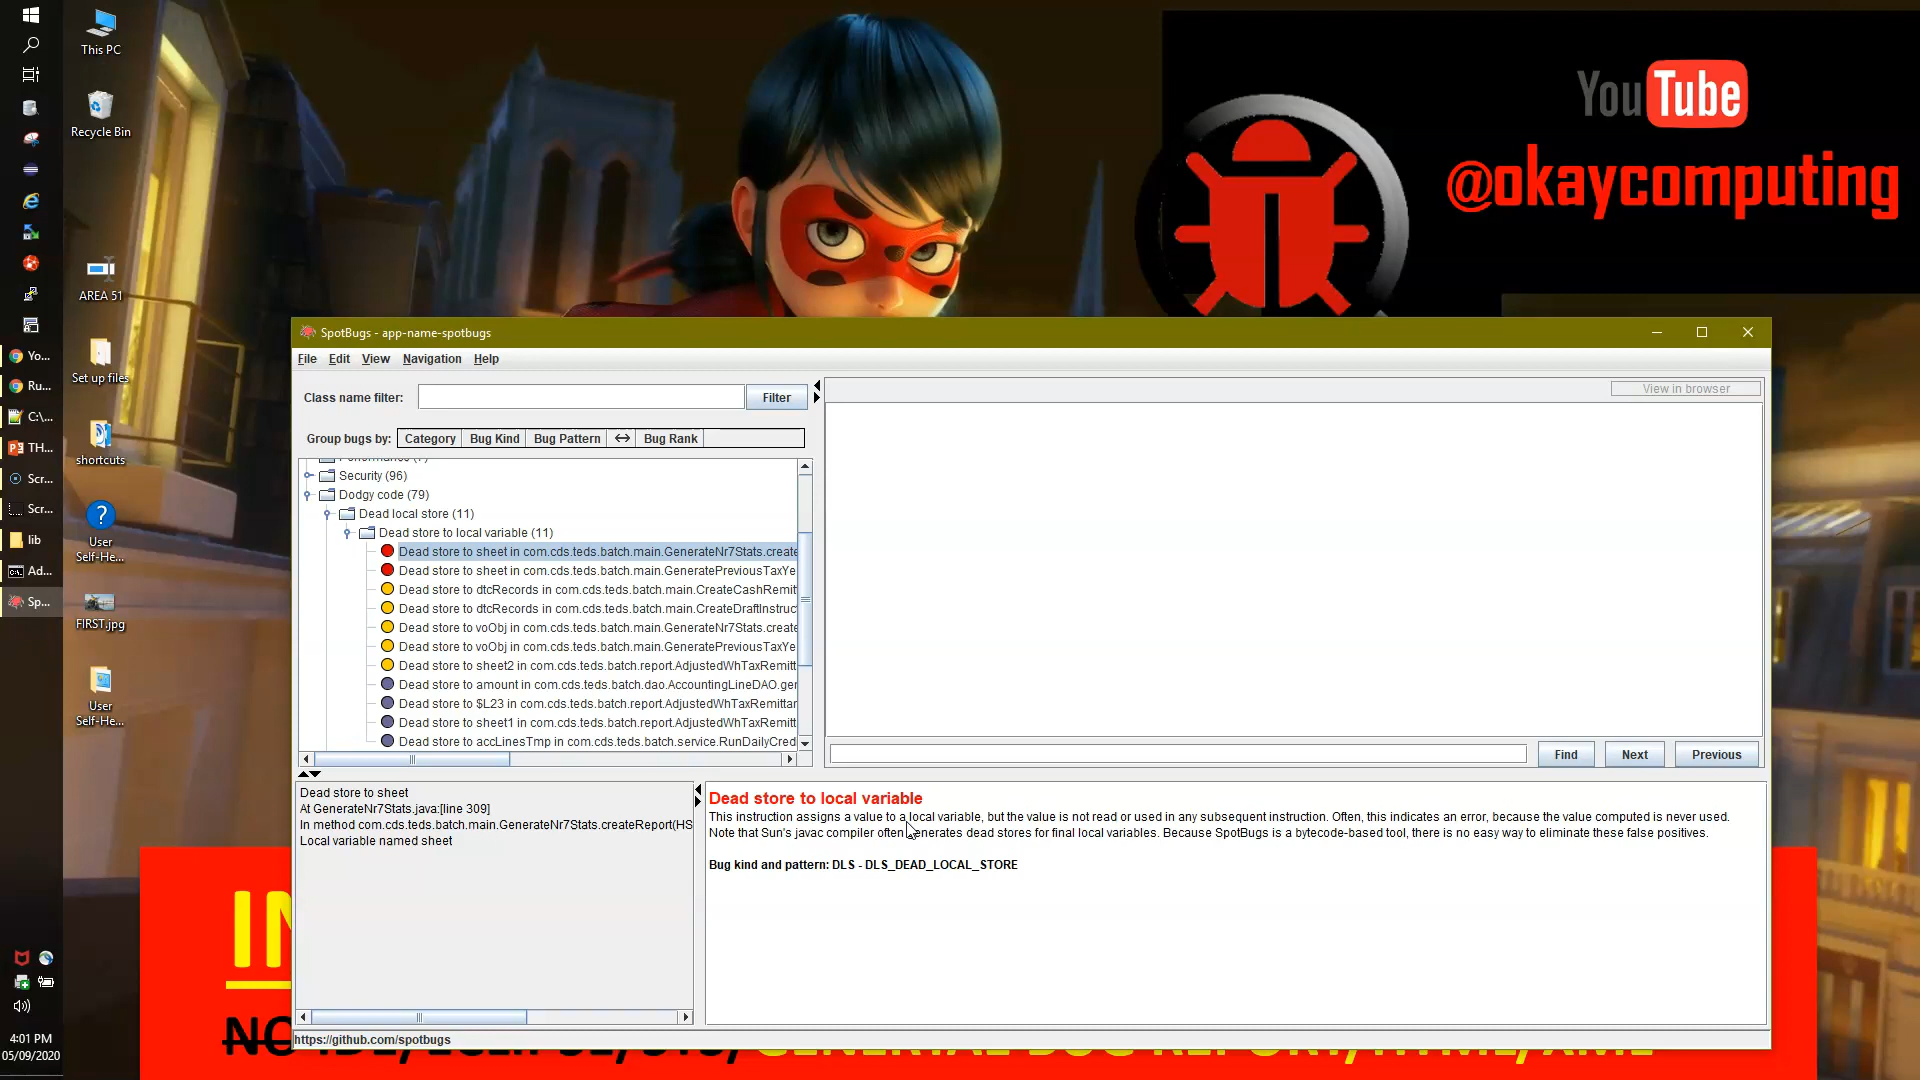 This PC
Recycle Bin
AREA 51
Set up files
shortcuts
User
Self-He...
FIRST.jpg
User
Self-He...
Yo...
Ru...
C:\...
TH...
Scr...
Scr...
lib
Ad...
Sp...
4:01 PM
05/09/2020
YouTube
@okaycomputing
SpotBugs - app-name-spotbugs
File Edit View Navigation Help
Class name filter:
Filter
Group bugs by: Category Bug Kind Bug Pattern Bug Rank
Security (96)
Dodgy code (79)
Dead local store (11)
Dead store to local variable (11)
Dead store to sheet in com.cds.teds.batch.main.GenerateNr7Stats.create
Dead store to sheet in com.cds.teds.batch.main.GeneratePreviousTaxYe
Dead store to dtcRecords in com.cds.teds.batch.main.CreateCashRemit
Dead store to dtcRecords in com.cds.teds.batch.main.CreateDraftInstruc
Dead store to voObj in com.cds.teds.batch.main.GenerateNr7Stats.create
Dead store to voObj in com.cds.teds.batch.main.GeneratePreviousTaxYe
Dead store to sheet2 in com.cds.teds.batch.report.AdjustedWhTaxRemitt
Dead store to amount in com.cds.teds.batch.dao.AccountingLineDAO.ger
Dead store to $L23 in com.cds.teds.batch.report.AdjustedWhTaxRemittar
Dead store to sheet1 in com.cds.teds.batch.report.AdjustedWhTaxRemitt
Dead store to accLinesTmp in com.cds.teds.batch.service.RunDailyCred
View in browser
Find Next Previous
Dead store to sheet
At GenerateNr7Stats.java:[line 309]
In method com.cds.teds.batch.main.GenerateNr7Stats.createReport(HS
Local variable named sheet
Dead store to local variable
This instruction assigns a value to a local variable, but the value is not read or used in any subsequent instruction. Often, this indicates an error, because the value computed is never used.
Note that Sun's javac compiler often generates dead stores for final local variables. Because SpotBugs is a bytecode-based tool, there is no easy way to eliminate these false positives.
Bug kind and pattern: DLS - DLS_DEAD_LOCAL_STORE
https://github.com/spotbugs